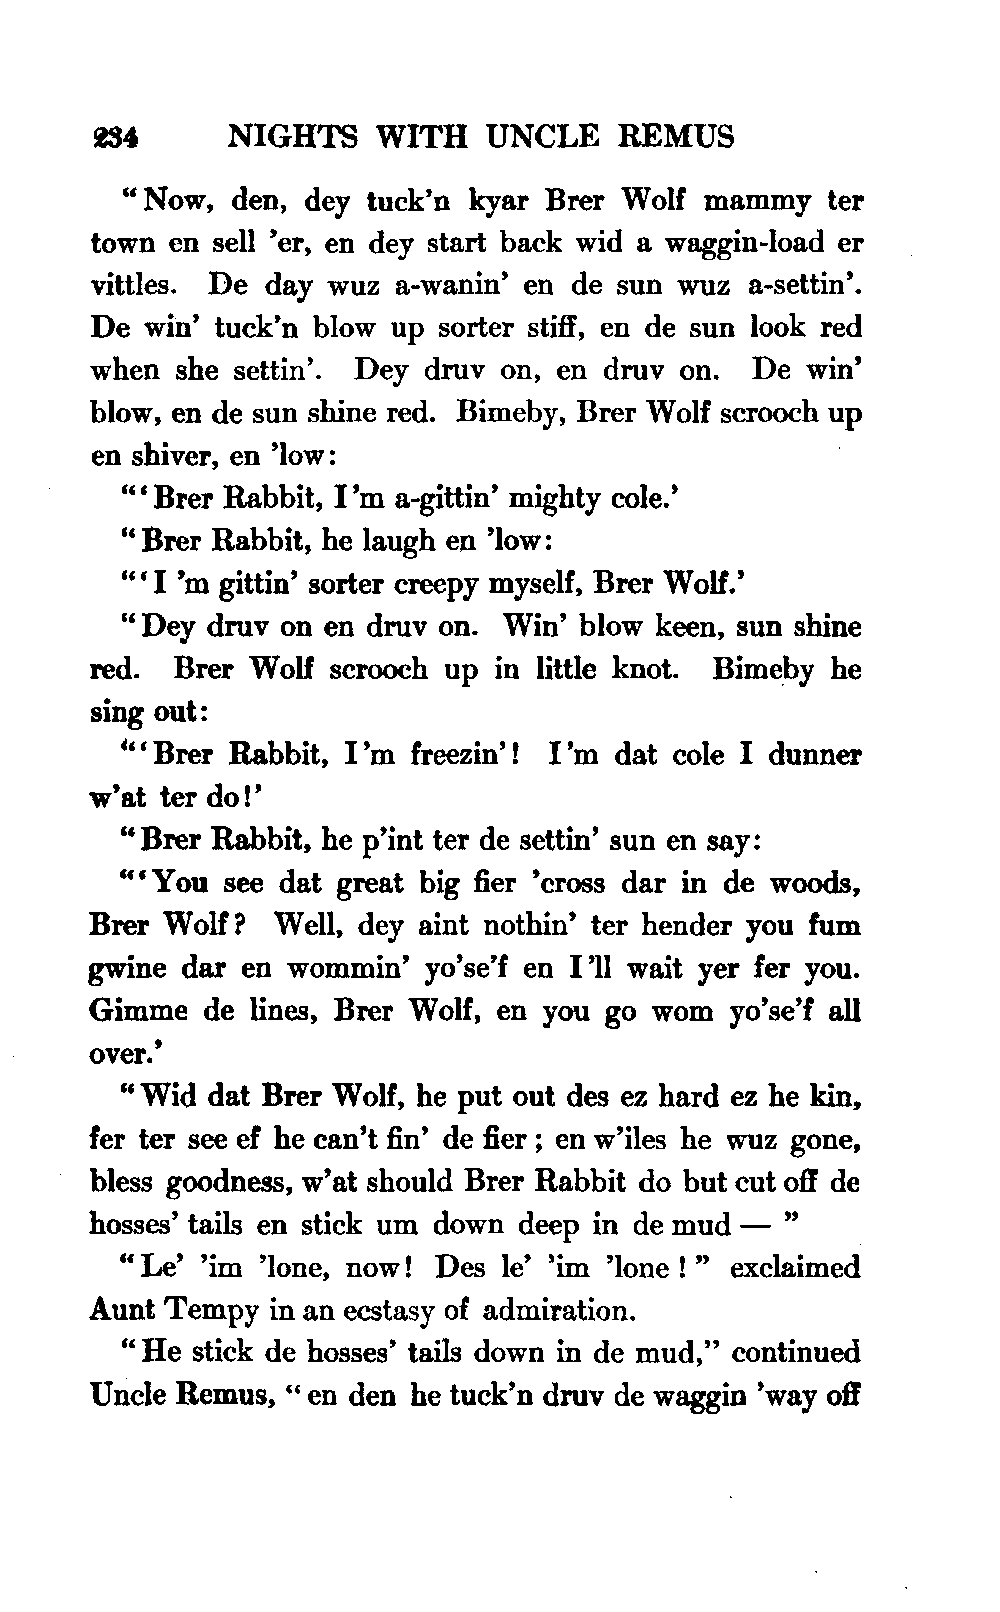 234 NIGHTS WITH UNCLE REMUS
“Now, den, dey tuck’n kyar Brer Wolf mammy ter
town en sell ’er, en dey start back wid a waggin-load er
vittles. De day wuz a-wanin’ en de sun wuz a-settin’.
De win’ tuck’n blow up sorter stiff, en de sun look red
when she settin’. Dey druv on, en druv on. De win’
blow, en de sun shine red. Bimeby, Brer Wolf scrooch up
en shiver, en ’low:
“‘Brer Rabbit, I’m a-gittin’ mighty cole.’
“Brer Rabbit, he laugh en ’low:
“‘I ’m gittin’ sorter creepy myself, Brer Wolf.’
“Dey druv on en druv on. Win’ blow keen, sun shine
red. Brer Wolf scrooch up in little knot. Bimeby he
sing out:
“‘Brer Rabbit, I’m freezin’! I’m dat cole I dunner
w’at ter do!’
“Brer Rabbit, he p’int ter de settin’ sun en say:
“‘You see dat great big fier ’cross dar in de woods,
Brer Wolf? Well, dey aint nothin’ ter hender you fum
gwine dar en wommin’ yo’se’f en I’ll wait yer fer you.
Gimme de lines, Brer Wolf, en you go wom yo’se’f all
over.’
“Wid dat Brer Wolf, he put out des ez hard ez he kin,
fer ter see ef he can’t fin’ de fier; en w’iles he wuz gone,
bless goodness, w’at should Brer Rabbit do but cut off de
hosses’ tails en stick um down deep in de mud — ”
“Le’ ’im ’lone, now! Des le’ ’im ’lone!” exclaimed
Aunt Tempy in an ecstasy of admiration.
“He stick de hosses’ tails down in de mud,” continued
Uncle Remus, “en den he tuck’n druv de waggin ’way off